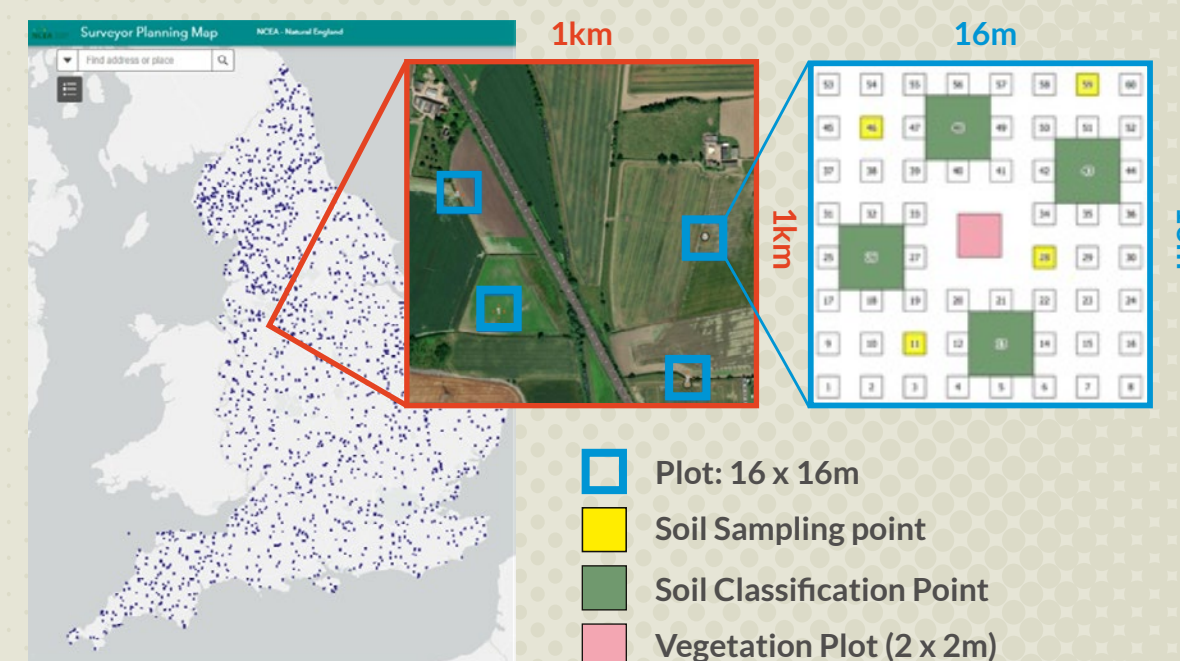 Surveyor Planning Map NCEA - Natural England
Find address or place
1km
1km
16m
53 54 55 56 57 58 59 60
45 46 47 49 50 51 52
37 38 39 40 41 42 44
31 32 33 34 35 36
25 27 28 29 30
17 18 19 20 21 22 23 24
9 10 11 12 14 15 16
1 2 3 4 5 6 7 8
Plot: 16 x 16m
Soil Sampling point
Soil Classification Point
Vegetation Plot (2 x 2m)